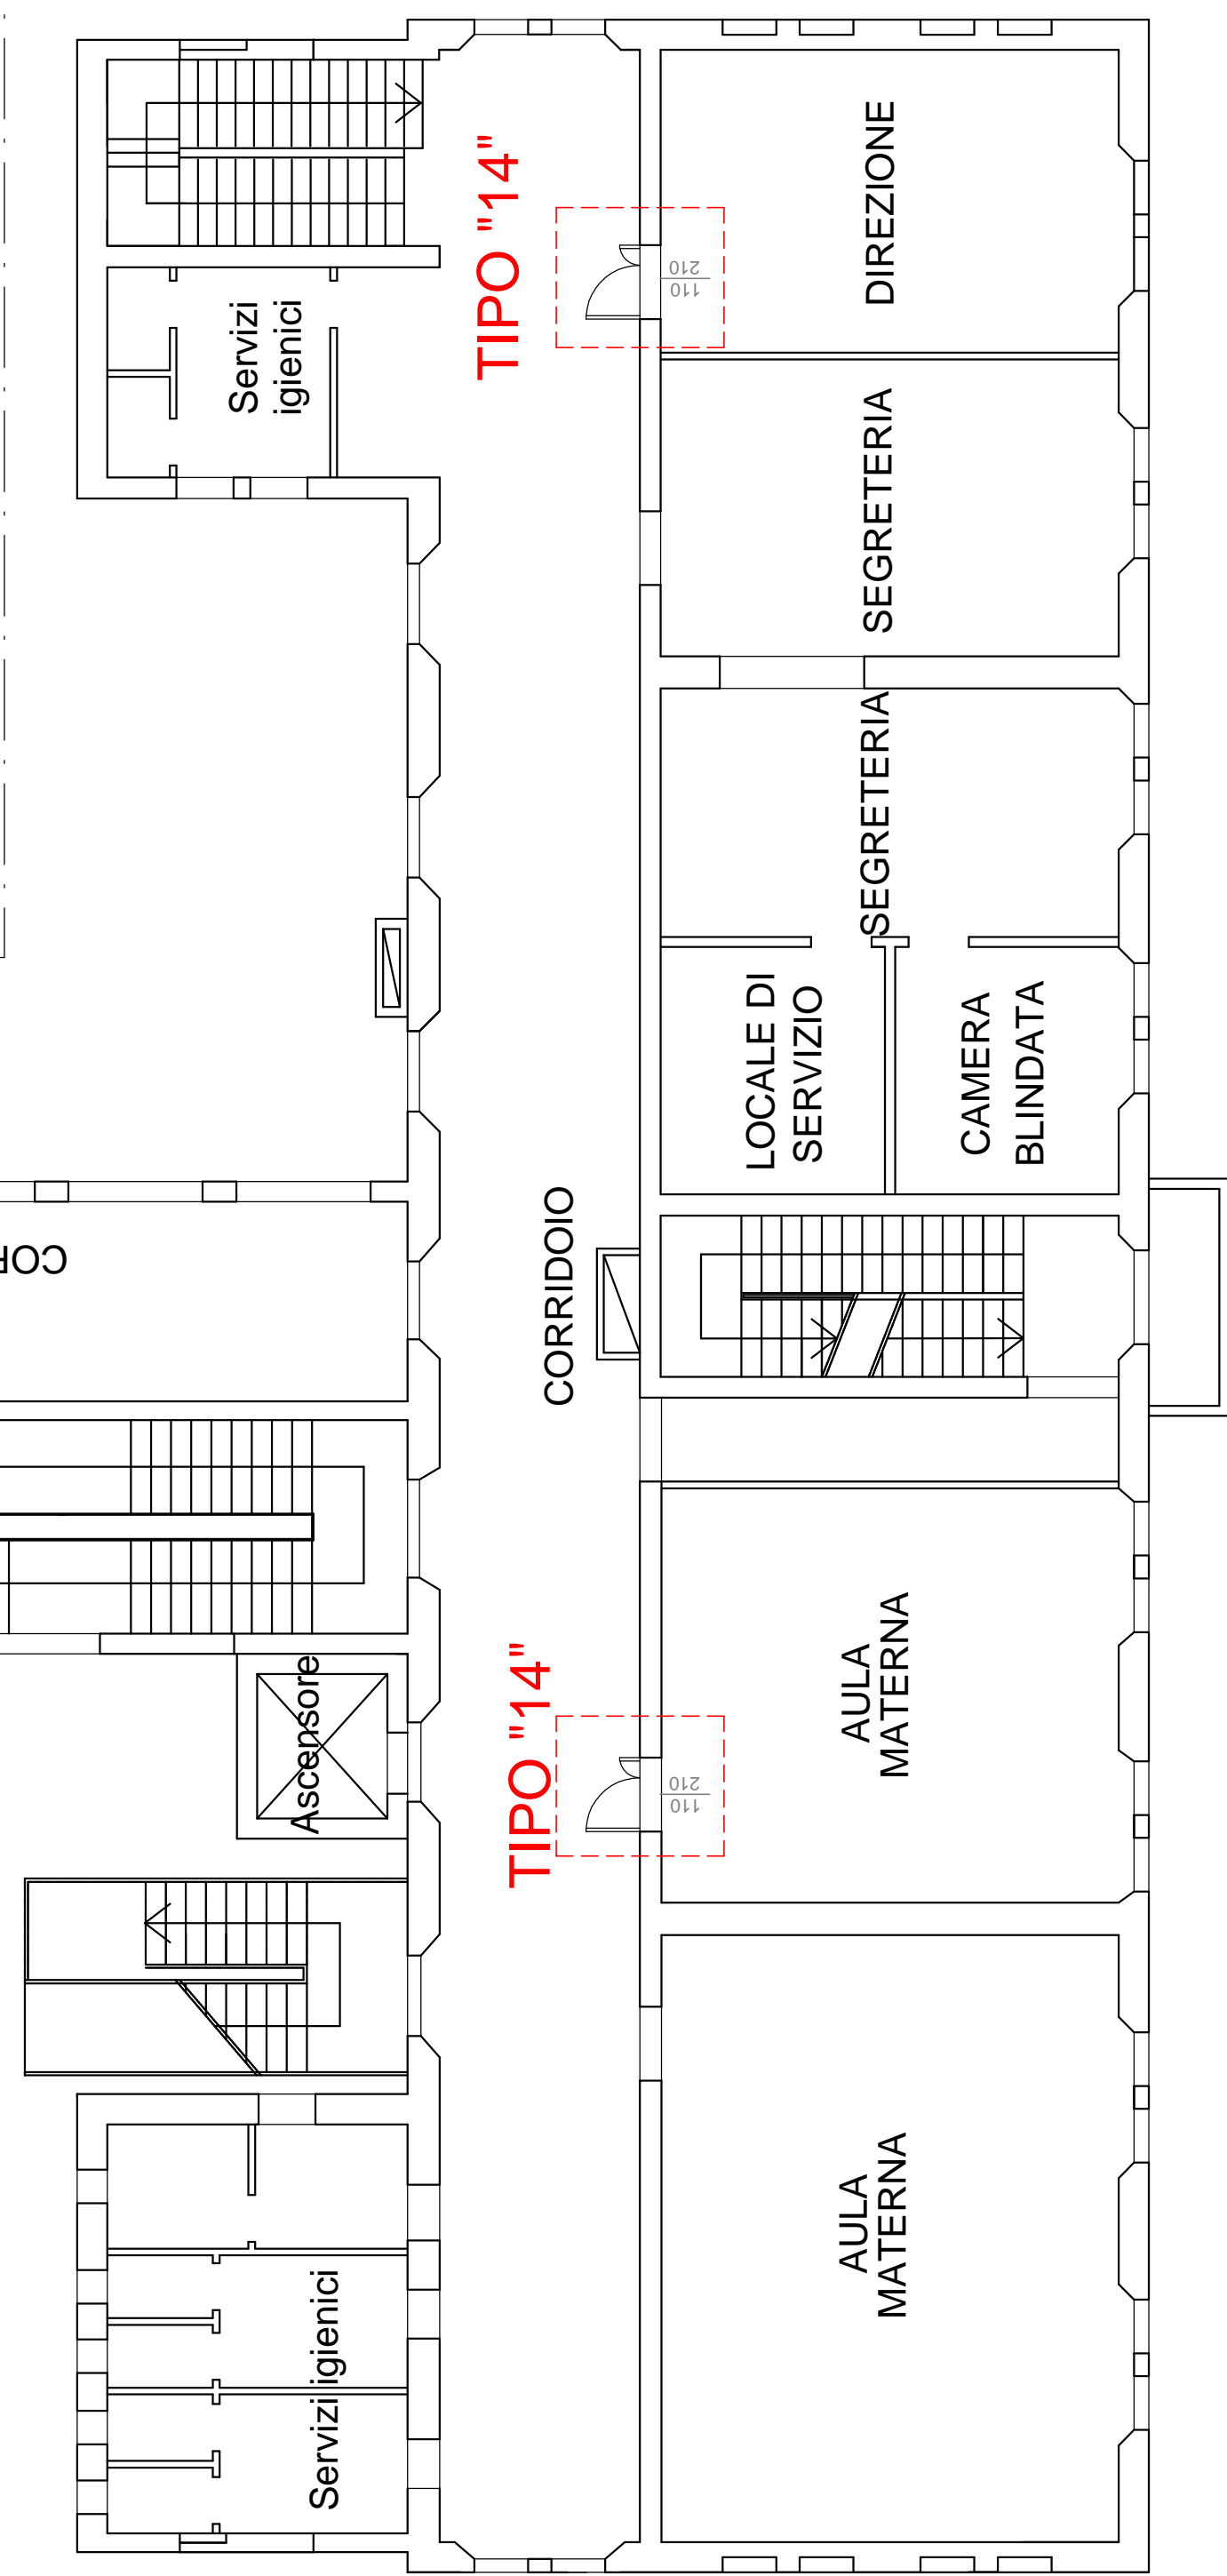 TIPO "14"
DIREZIONE
110
210
Servizi
igienici
SEGRETERIA
SEGRETERIA
LOCALE DI
SERVIZIO
CAMERA
BLINDATA
CORRIDOIO
TIPO "14"
110
210
AULA
MATERNA
Ascensore
AULA
MATERNA
Servizi igienici